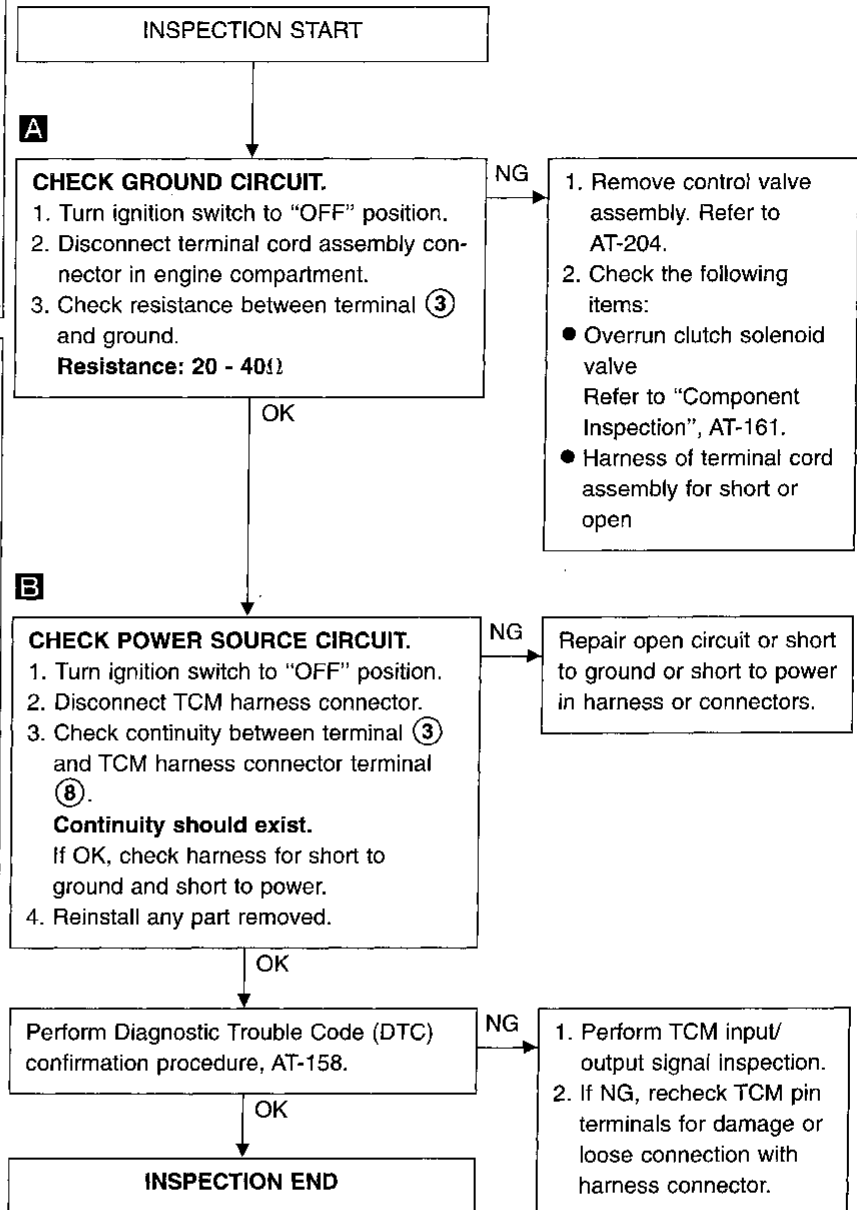 INSPECTION START
A
CHECK GROUND CIRCUIT.
1. Turn ignition switch to “OFF” position.
2. Disconnect terminal cord assembly con-
nector in engine compartment.
3. Check resistance between terminal ③
and ground.
Resistance: 20 - 40Ω
NG
1. Remove control valve
assembly. Refer to
AT-204.
2. Check the following
items:
● Overrun clutch solenoid
valve
Refer to “Component
Inspection”, AT-161.
● Harness of terminal cord
assembly for short or
open
OK
B
CHECK POWER SOURCE CIRCUIT.
1. Turn ignition switch to “OFF” position.
2. Disconnect TCM harness connector.
3. Check continuity between terminal ③
and TCM harness connector terminal
⑧.
Continuity should exist.
If OK, check harness for short to
ground and short to power.
4. Reinstall any part removed.
NG
Repair open circuit or short
to ground or short to power
in harness or connectors.
OK
Perform Diagnostic Trouble Code (DTC)
confirmation procedure, AT-158.
NG
1. Perform TCM input/
output signal inspection.
2. If NG, recheck TCM pin
terminals for damage or
loose connection with
harness connector.
OK
INSPECTION END